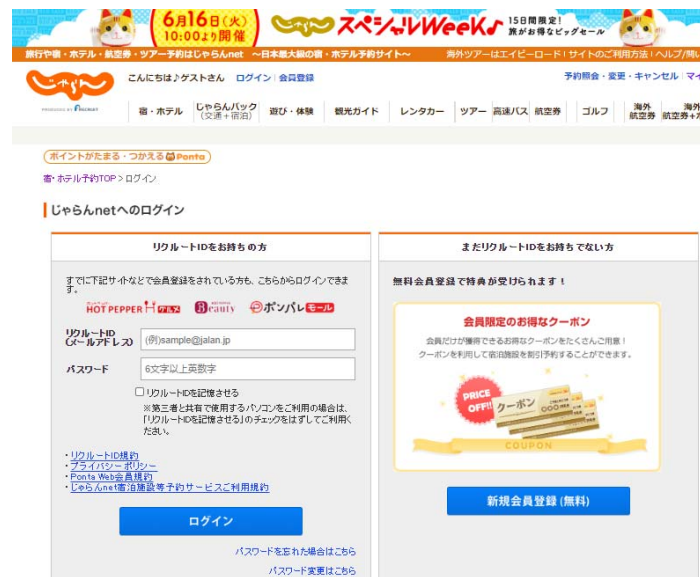 6月16日(火)
10:00より開催
じゃらん スペシャルWeeK
15日間限定!
旅がお得なビッグセール
旅行や宿・ホテル・航空券・ツアー予約はじゃらんnet ～日本最大級の宿・ホテル予約サイト～
海外ツアーはエイビーロード | サイトのご利用方法 | ヘルプ/問い
じゃらん
PRODUCED BY RECRUIT
こんにちは♪ゲストさん ログイン | 会員登録
予約照会・変更・キャンセル マイ
宿・ホテル
じゃらんパック
(交通+宿泊)
遊び・体験
観光ガイド
レンタカー
ツアー
高速バス
航空券
ゴルフ
海外
航空券
海外
航空券+ホ
ポイントがたまる・つかえる Ponta
宿・ホテル予約TOP > ログイン
じゃらんnetへのログイン
リクルートIDをお持ちの方
すでに下記サイトなどで会員登録をされている方も、こちらからログインできま
す。
HOT PEPPER グルメ Beauty ポンパレモール
リクルートID
(メールアドレス)
(例)sample@jalan.jp
パスワード
6文字以上英数字
リクルートIDを記憶させる
※第三者と共有で使用するパソコンをご利用の場合は、
「リクルートIDを記憶させる」のチェックをはずしてご利用く
ださい。
・リクルートID規約
・プライバシーポリシー
・Ponta Web会員規約
・じゃらんnet宿泊施設等予約サービスご利用規約
ログイン
パスワードを忘れた場合はこちら
パスワード変更はこちら
まだリクルートIDをお持ちでない方
無料会員登録で特典が受けられます!
会員限定のお得なクーポン
会員だけが獲得できるお得なクーポンをたくさんご用意!
クーポンを利用して宿泊施設を割引予約することができます。
PRICE
OFF!!
クーポン
COUPON
新規会員登録 (無料)